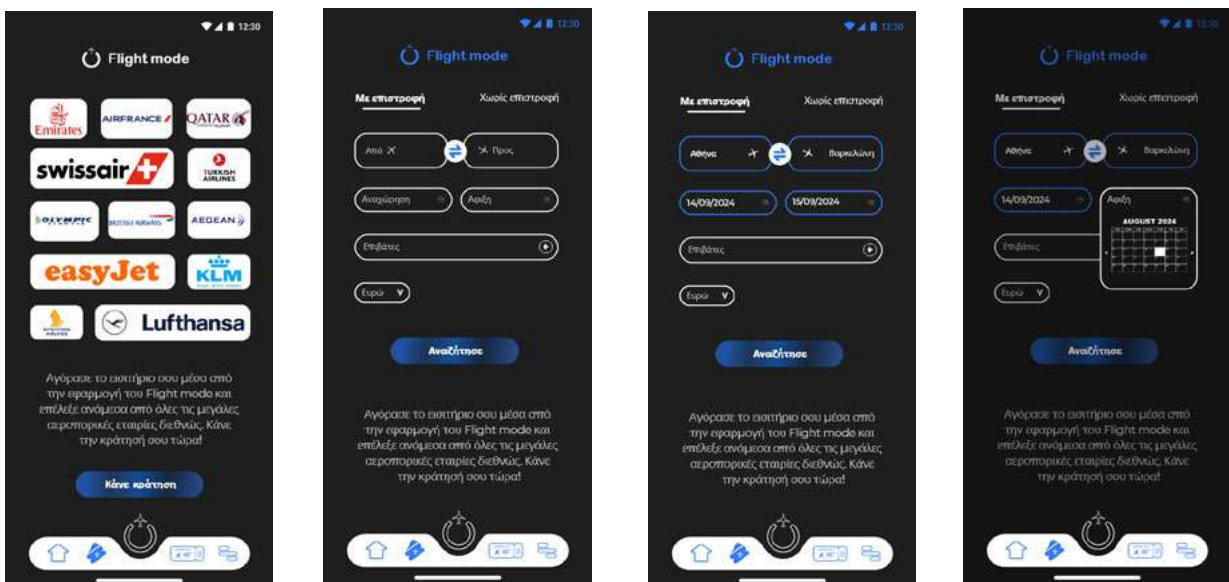 12:30
Flight mode
Emirates
AIRFRANCE
QATAR
swissair
TURKISH AIRLINES
OLYMPIC
BRITISH AIRWAYS
AEGEAN
easyJet
KLM
SINGAPORE AIRLINES
Lufthansa
Αγόρασε το εισιτήριο σου μέσα από
την εφαρμογή του Flight mode και
επέλεξε ανάμεσα από όλες τις μεγάλες
αεροπορικές εταιρίες διεθνώς. Κάνε
την κράτησή σου τώρα!
Κάνε κράτηση
12:30
Flight mode
Με επιστροφή Χωρίς επιστροφή
Από Προς
Αναχώρηση Αφιξη
Επιβάτες
Ευρώ
Αναζήτησε
Αγόρασε το εισιτήριο σου μέσα από
την εφαρμογή του Flight mode και
επέλεξε ανάμεσα από όλες τις μεγάλες
αεροπορικές εταιρίες διεθνώς. Κάνε
την κράτησή σου τώρα!
12:30
Flight mode
Με επιστροφή Χωρίς επιστροφή
Αθήνα Βαρκελώνη
14/09/2024 15/09/2024
Επιβάτες
Ευρώ
Αναζήτησε
Αγόρασε το εισιτήριο σου μέσα από
την εφαρμογή του Flight mode και
επέλεξε ανάμεσα από όλες τις μεγάλες
αεροπορικές εταιρίες διεθνώς. Κάνε
την κράτησή σου τώρα!
12:30
Flight mode
Με επιστροφή Χωρίς επιστροφή
Αθήνα Βαρκελώνη
14/09/2024 Αφιξη
AUGUST 2024
Επιβάτες
Ευρώ
Αναζήτησε
Αγόρασε το εισιτήριο σου μέσα από
την εφαρμογή του Flight mode και
επέλεξε ανάμεσα από όλες τις μεγάλες
αεροπορικές εταιρίες διεθνώς. Κάνε
την κράτησή σου τώρα!